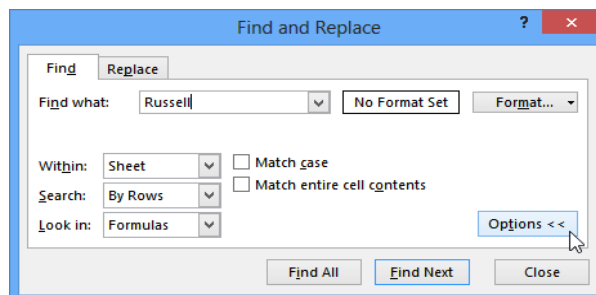 Find and Replace ?
Find Replace
Find what: Russell No Format Set Format...
Within: Sheet Match case
Search: By Rows Match entire cell contents
Look in: Formulas
Options <<
Find All Find Next Close